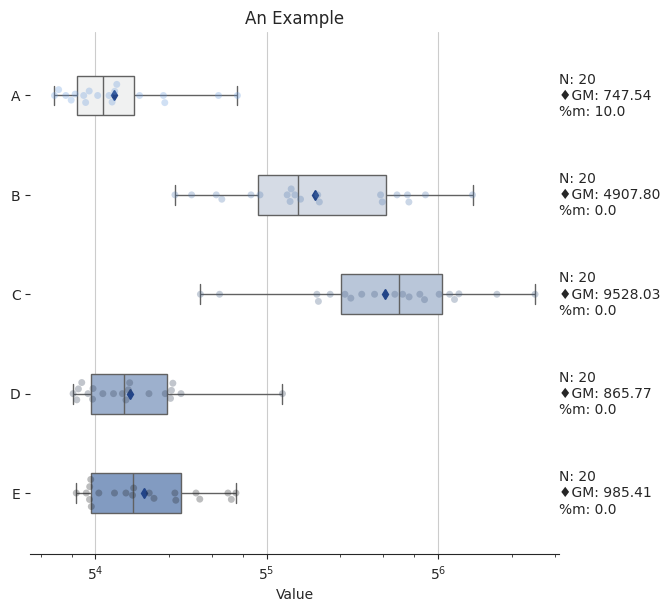 An Example
A
N: 20
♦GM: 747.54
%m: 10.0
B
N: 20
♦GM: 4907.80
%m: 0.0
C
N: 20
♦GM: 9528.03
%m: 0.0
D
N: 20
♦GM: 865.77
%m: 0.0
E
N: 20
♦GM: 985.41
%m: 0.0
5⁴ 5⁵ 5⁶
Value